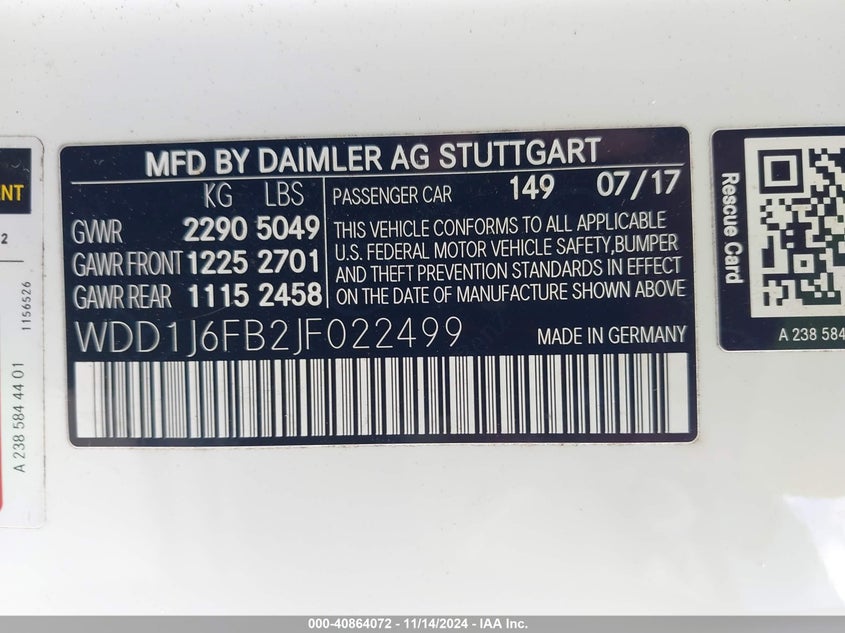 ENT
2
1156526
A 238 584 44 01
MFD BY DAIMLER AG STUTTGART
KG LBS
GVWR 2290 5049
GAWR FRONT 1225 2701
GAWR REAR 1115 2458
PASSENGER CAR 149 07/17
THIS VEHICLE CONFORMS TO ALL APPLICABLE
U.S. FEDERAL MOTOR VEHICLE SAFETY, BUMPER
AND THEFT PREVENTION STANDARDS IN EFFECT
ON THE DATE OF MANUFACTURE SHOWN ABOVE
WDD1J6FB2JF022499
MADE IN GERMANY
Rescue Card
A 238 584
000-40864072 - 11/14/2024 - IAA Inc.